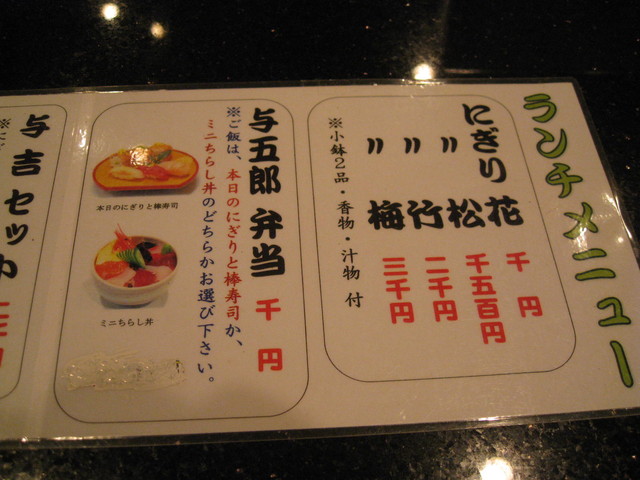 ランチメニュー
にぎり 花 千円
〃 松 千五百円
〃 竹 二千円
〃 梅 三千円
※小鉢2品・香物・汁物 付
与五郎 弁当 千円
※ご飯は、本日のにぎりと棒寿司か、
ミニちらし丼のどちらかお選び下さい。
本日のにぎりと棒寿司
ミニちらし丼
与吉セット